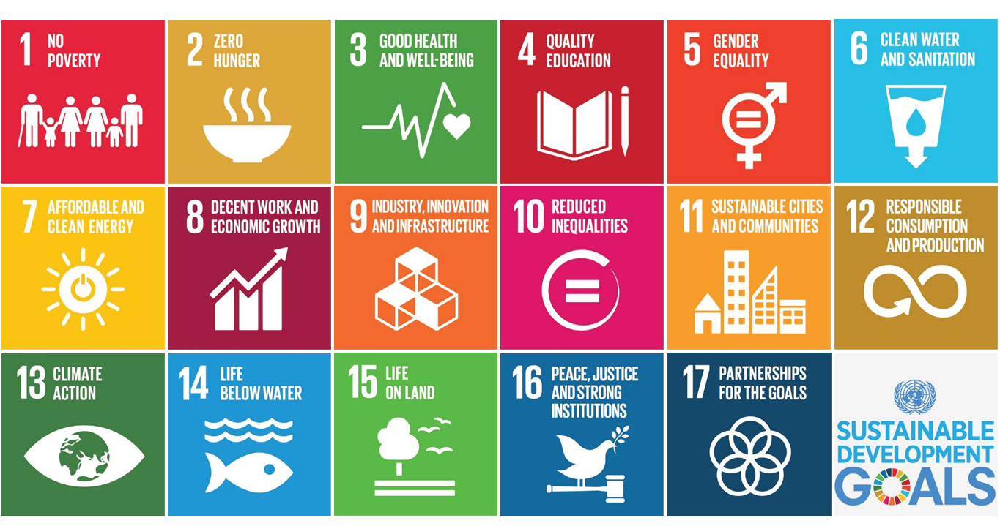 1 NO
POVERTY
2 ZERO
HUNGER
3 GOOD HEALTH
AND WELL-BEING
4 QUALITY
EDUCATION
5 GENDER
EQUALITY
6 CLEAN WATER
AND SANITATION
7 AFFORDABLE AND
CLEAN ENERGY
8 DECENT WORK AND
ECONOMIC GROWTH
9 INDUSTRY, INNOVATION
AND INFRASTRUCTURE
10 REDUCED
INEQUALITIES
11 SUSTAINABLE CITIES
AND COMMUNITIES
12 RESPONSIBLE
CONSUMPTION
AND PRODUCTION
13 CLIMATE
ACTION
14 LIFE
BELOW WATER
15 LIFE
ON LAND
16 PEACE, JUSTICE
AND STRONG
INSTITUTIONS
17 PARTNERSHIPS
FOR THE GOALS
SUSTAINABLE
DEVELOPMENT
GOALS